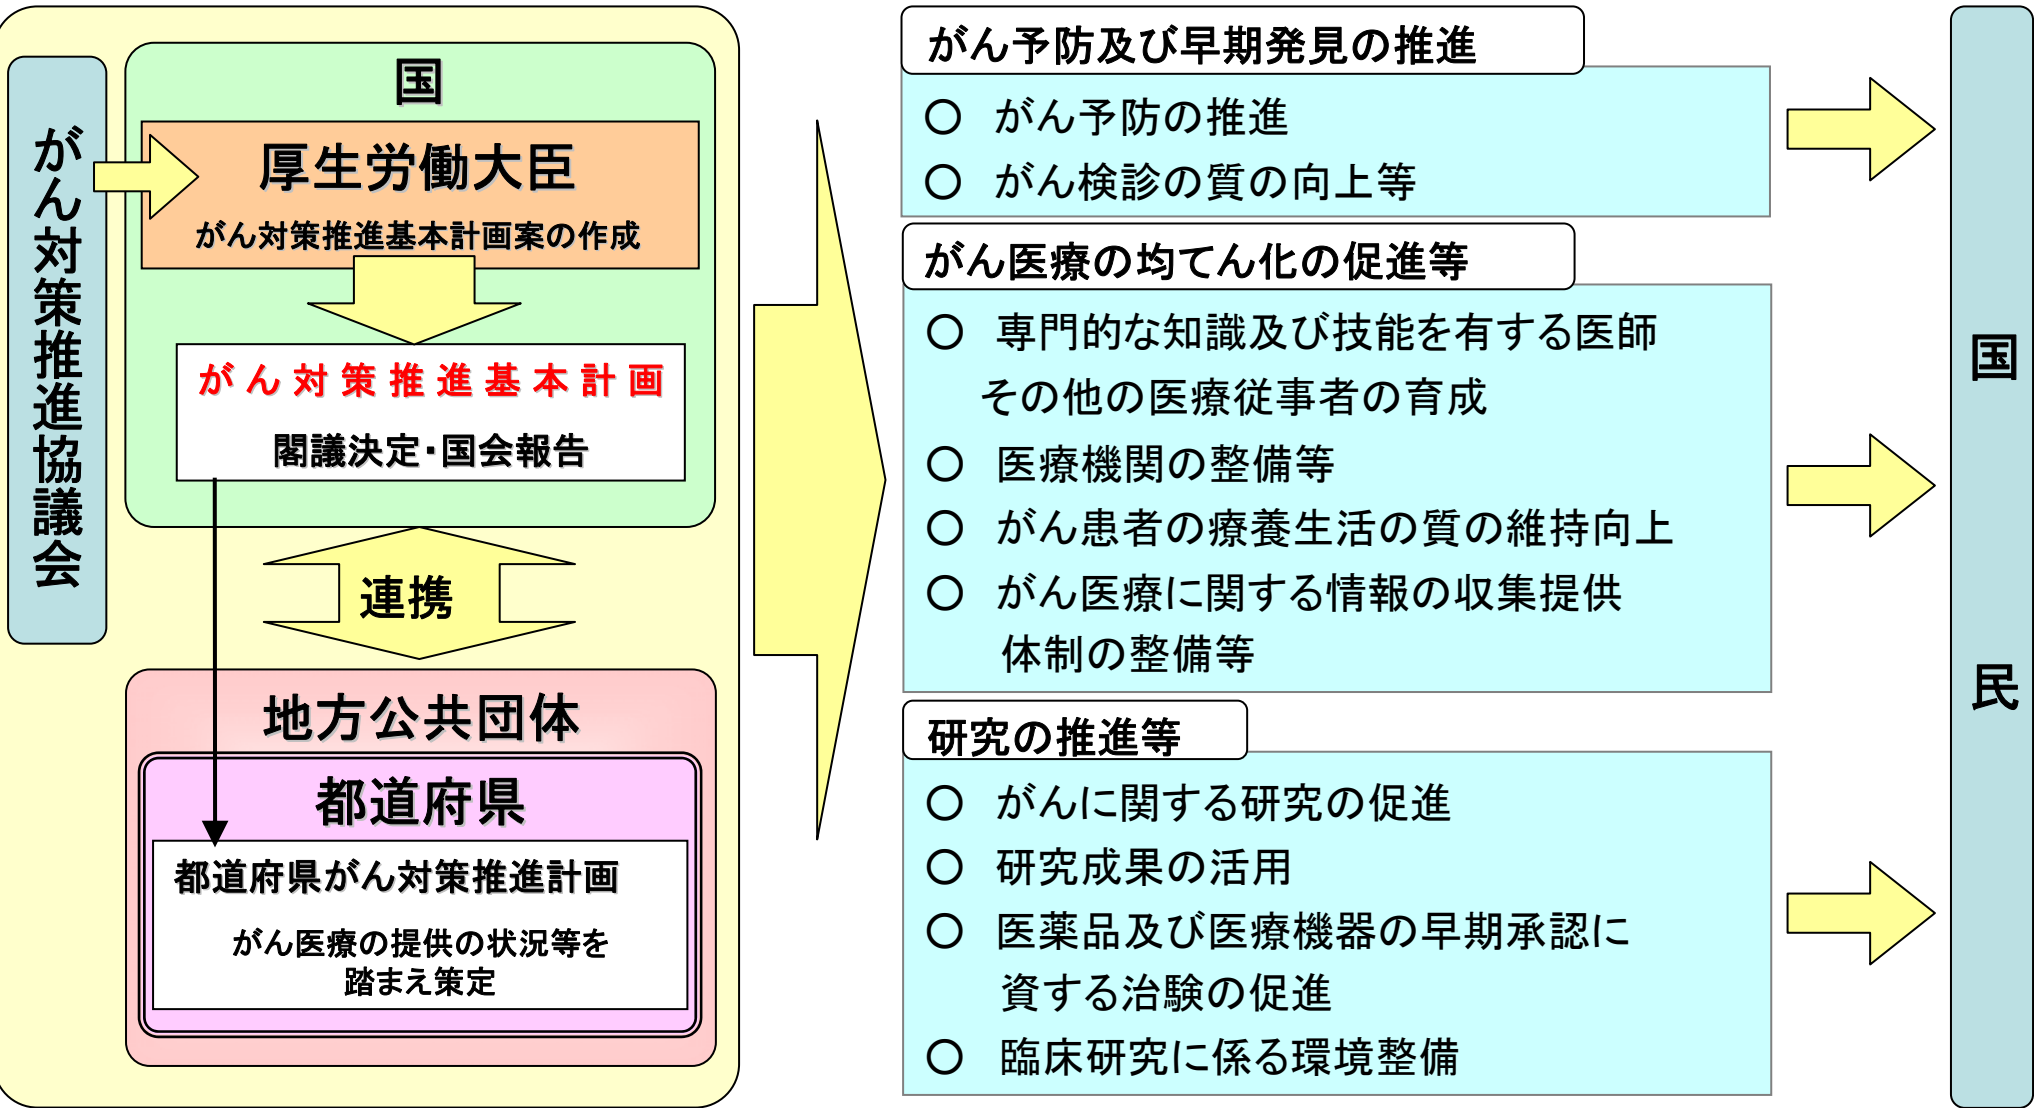 がん対策推進協議会
国
厚生労働大臣
がん対策推進基本計画案の作成
がん対策推進基本計画
閣議決定・国会報告
連携
地方公共団体
都道府県
都道府県がん対策推進計画
がん医療の提供の状況等を
踏まえ策定
がん予防及び早期発見の推進
○ がん予防の推進
○ がん検診の質の向上等
がん医療の均てん化の促進等
○ 専門的な知識及び技能を有する医師
その他の医療従事者の育成
○ 医療機関の整備等
○ がん患者の療養生活の質の維持向上
○ がん医療に関する情報の収集提供
体制の整備等
研究の推進等
○ がんに関する研究の促進
○ 研究成果の活用
○ 医薬品及び医療機器の早期承認に
資する治験の促進
○ 臨床研究に係る環境整備
国民